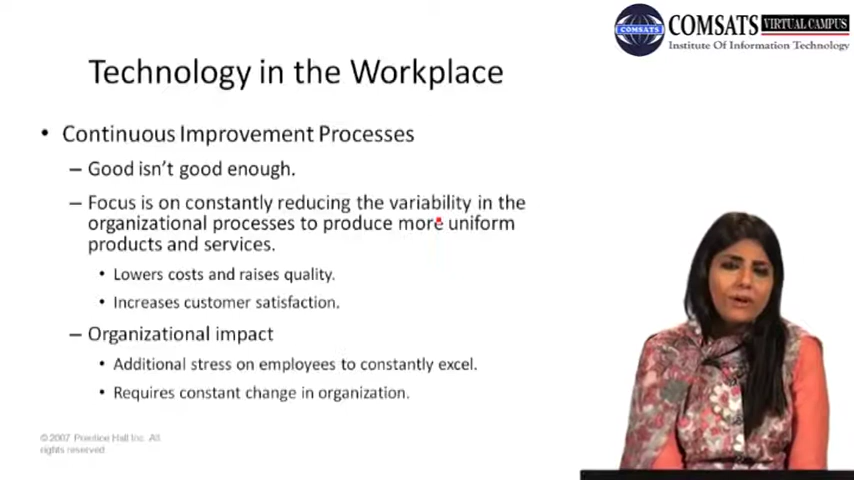 COMSATS
COMSATS VIRTUAL CAMPUS
Institute Of Information Technology
Technology in the Workplace
• Continuous Improvement Processes
– Good isn't good enough.
– Focus is on constantly reducing the variability in the
organizational processes to produce more uniform
products and services.
• Lowers costs and raises quality.
• Increases customer satisfaction.
– Organizational impact
• Additional stress on employees to constantly excel.
• Requires constant change in organization.
© 2007 Prentice Hall Inc. All
rights reserved